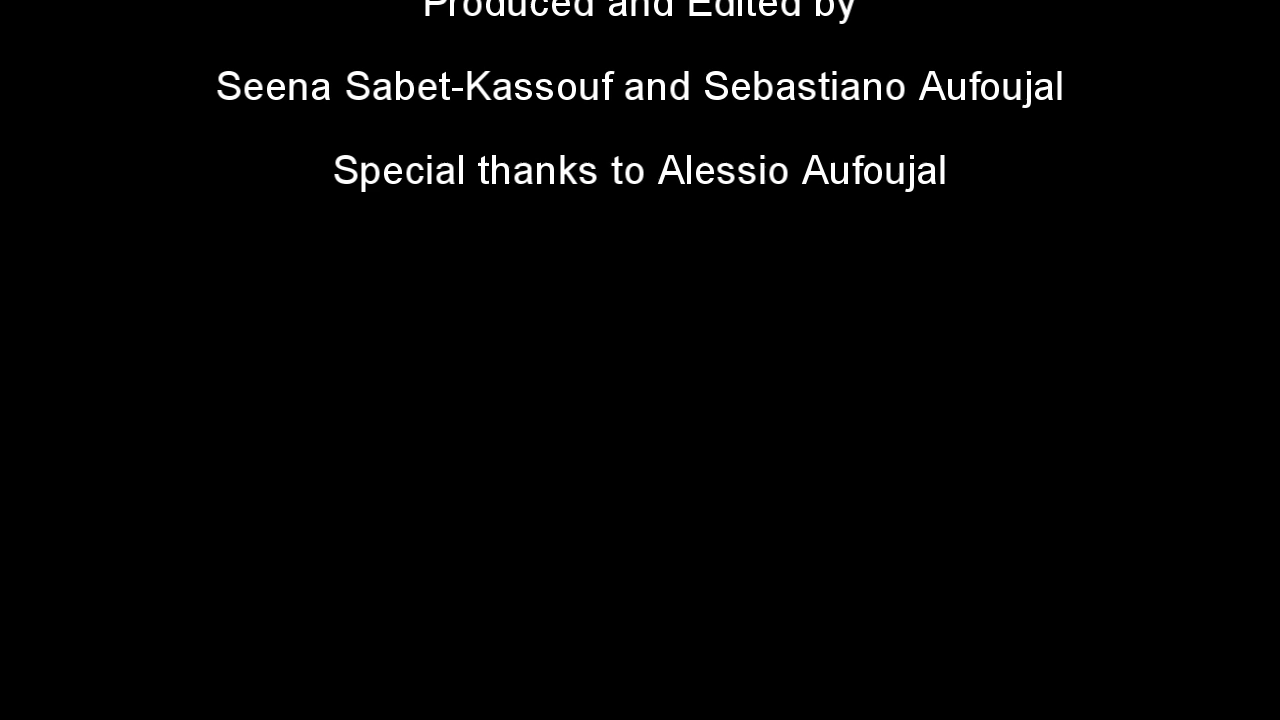 Produced and Edited by
Seena Sabet-Kassouf and Sebastiano Aufoujal
Special thanks to Alessio Aufoujal